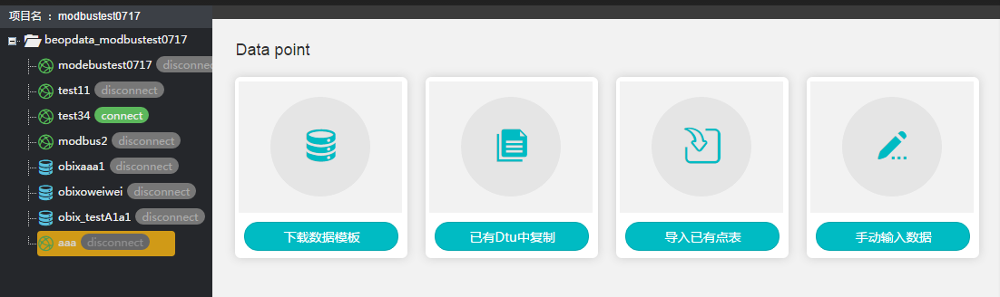 项目名 : modbustest0717
beopdata_modbustest0717
modebustest0717 disconnec
test11 disconnect
test34 connect
modbus2 disconnect
obixaaa1 disconnect
obixoweiwei disconnect
obix_testA1a1 disconnect
aaa disconnect
Data point
下载数据模板
已有Dtu中复制
导入已有点表
手动输入数据